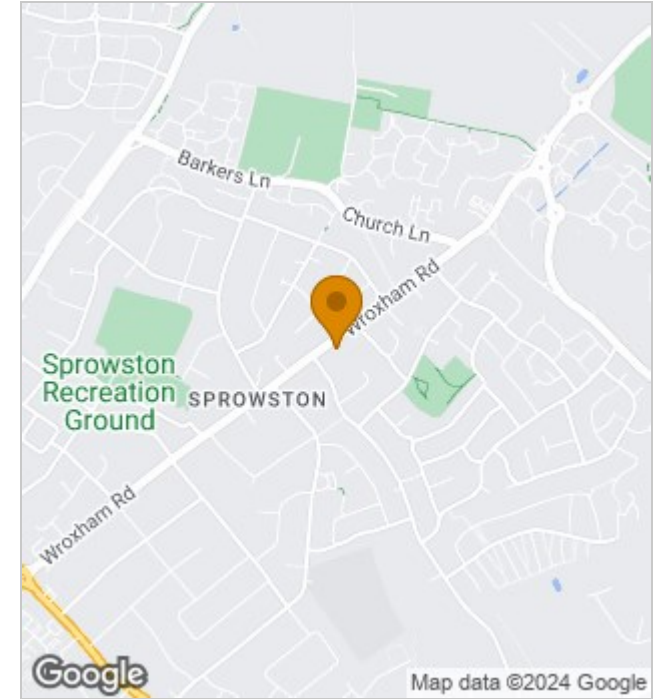 Barkers Ln
Church Ln
Wroxham Rd
Sprowston
Recreation
Ground
SPROWSTON
Wroxham Rd
Google
Map data ©2024 Google